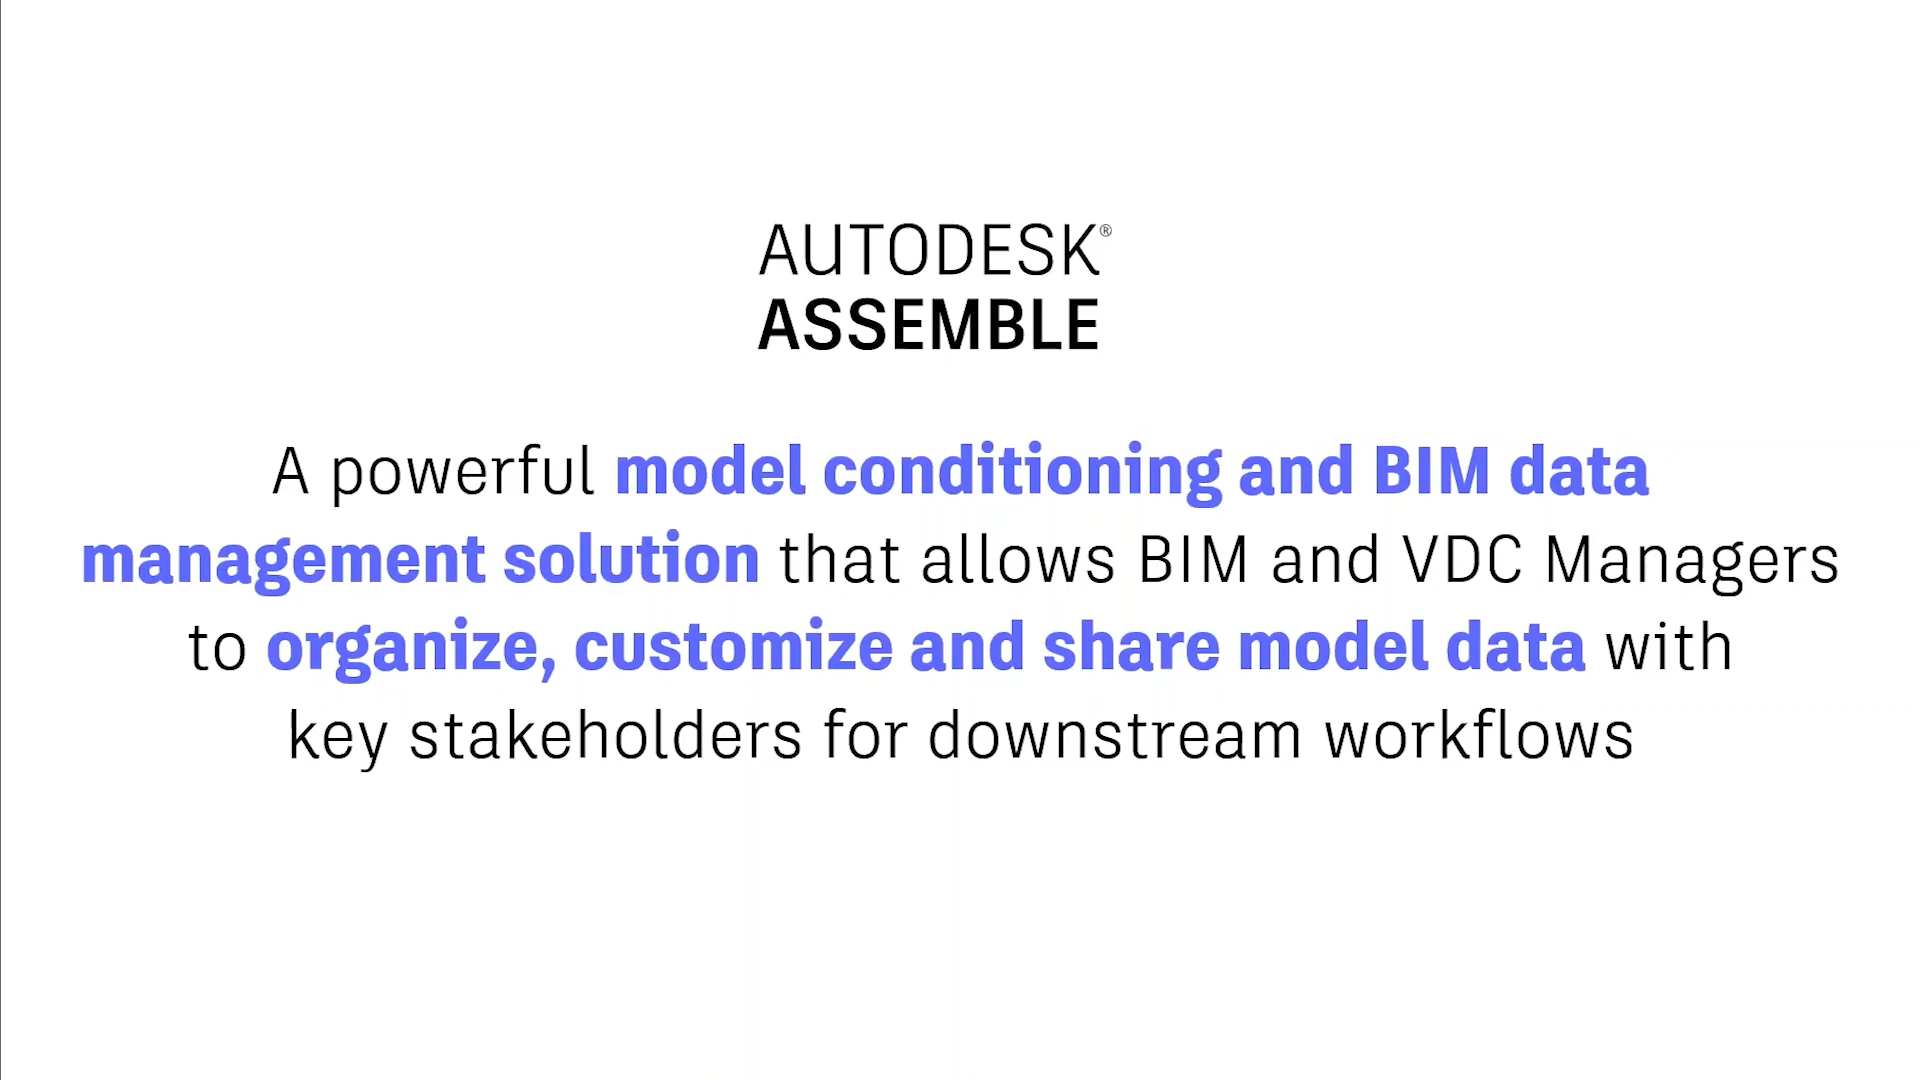 AUTODESK®
ASSEMBLE
A powerful model conditioning and BIM data
management solution that allows BIM and VDC Managers
to organize, customize and share model data with
key stakeholders for downstream workflows